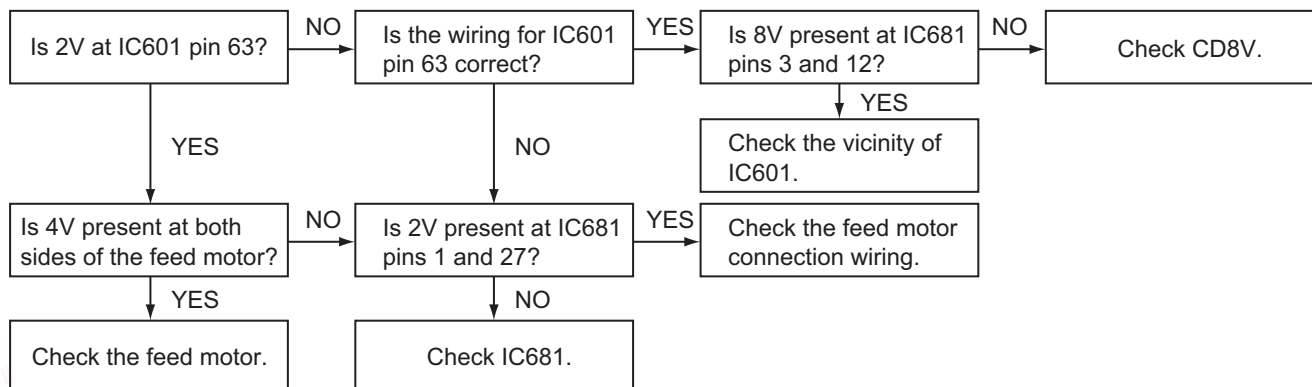 Is 2V at IC601 pin 63?
NO
Is the wiring for IC601
pin 63 correct?
YES
Is 8V present at IC681
pins 3 and 12?
NO
Check CD8V.
YES
NO
YES
Check the vicinity of
IC601.
Is 4V present at both
sides of the feed motor?
NO
Is 2V present at IC681
pins 1 and 27?
YES
Check the feed motor
connection wiring.
YES
NO
Check the feed motor.
Check IC681.